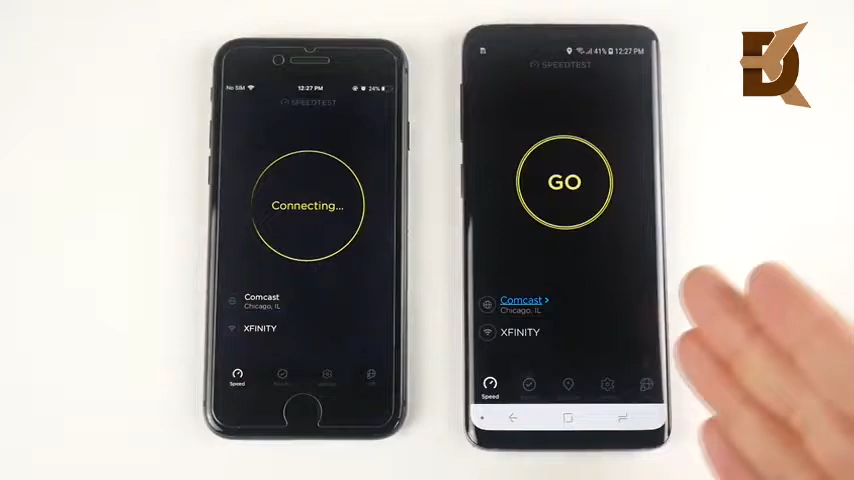 No SIM 12:27 PM 24%
SPEEDTEST
Connecting...
Comcast
Chicago, IL
XFINITY
Speed
41% 12:27 PM
SPEEDTEST
GO
Comcast >
Chicago, IL
XFINITY
Speed
D